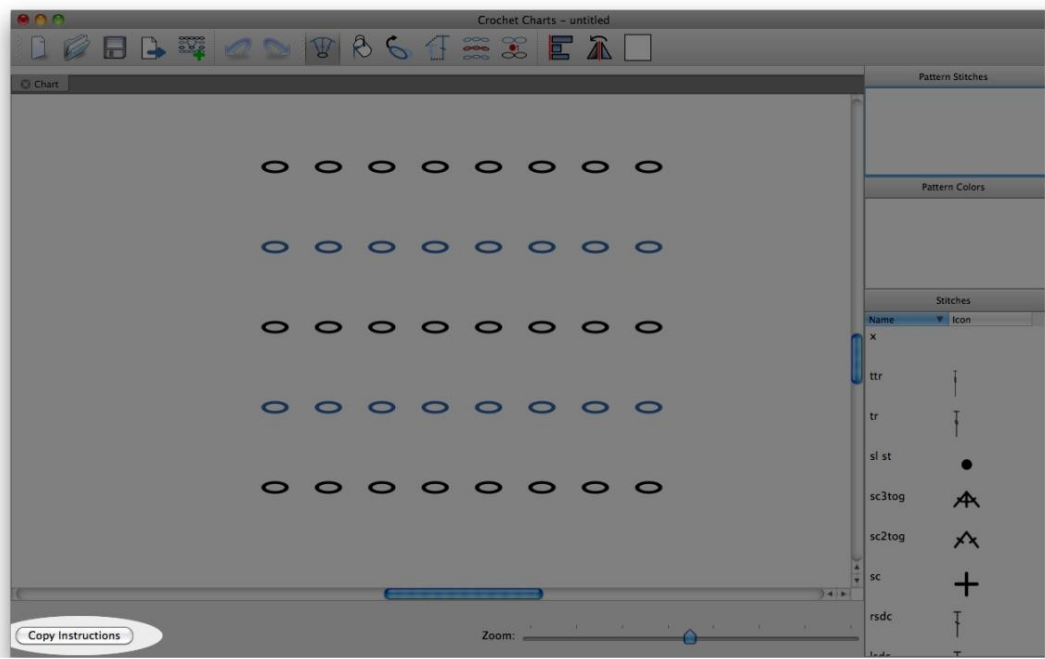 Crochet Charts – untitled
Chart
Pattern Stitches
Pattern Colors
Stitches
Name Icon
x
ttr
tr
sl st
sc3tog
sc2tog
sc
rsdc
Copy Instructions
Zoom: